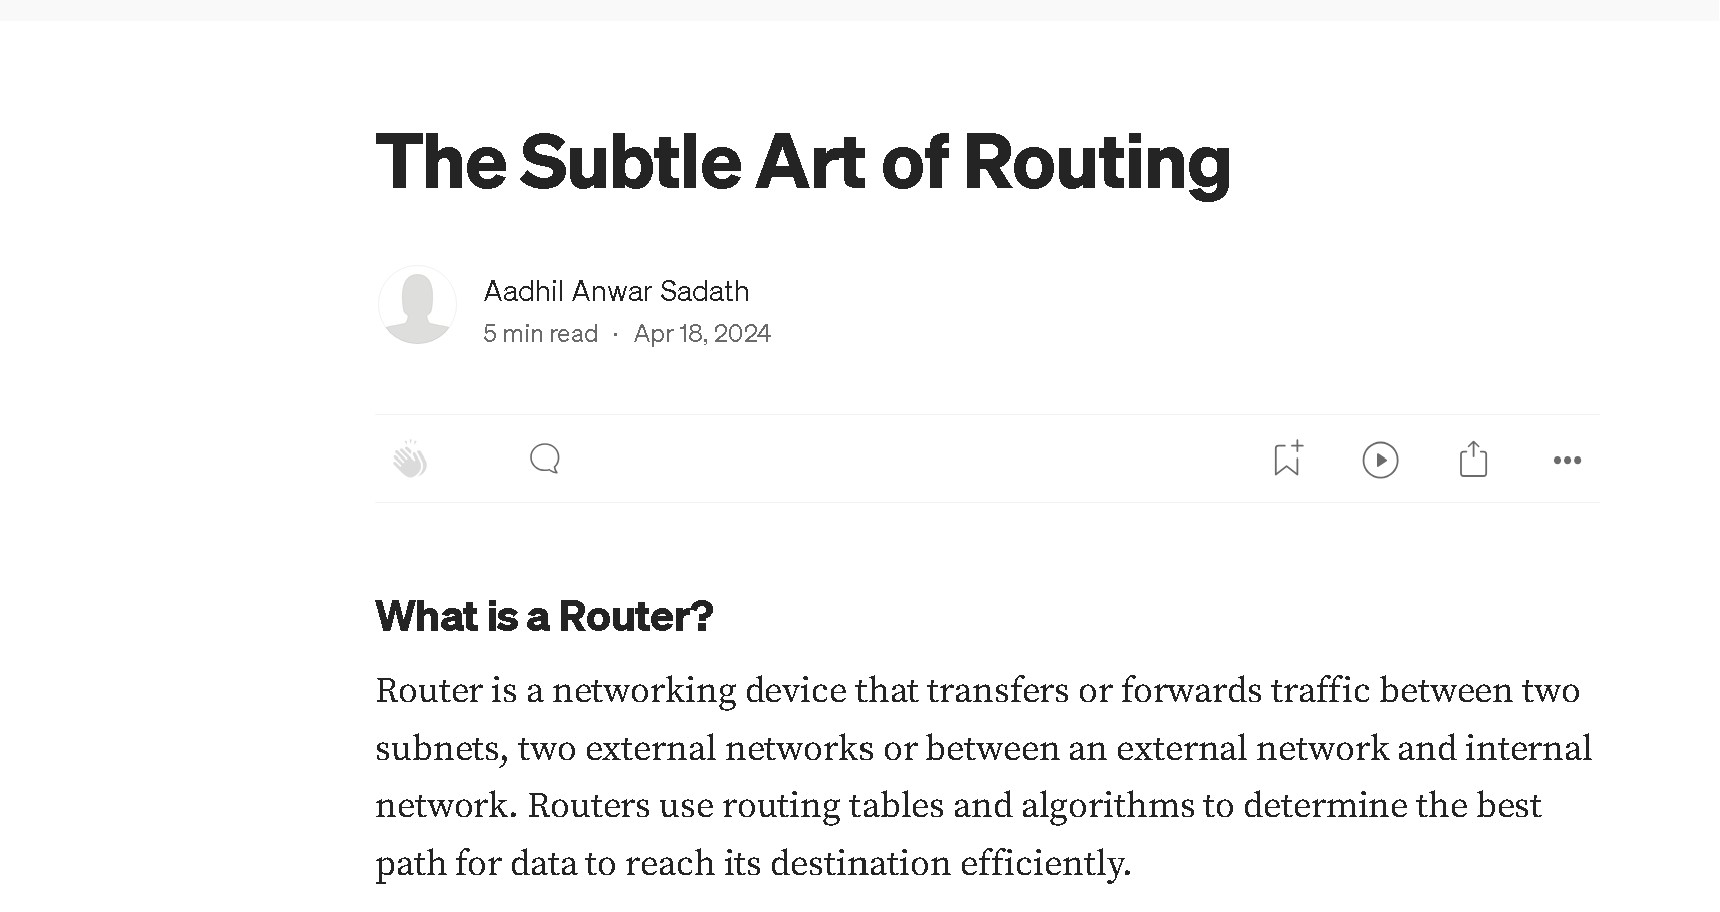 The Subtle Art of Routing
Aadhil Anwar Sadath
5 min read · Apr 18, 2024
What is a Router?
Router is a networking device that transfers or forwards traffic between two
subnets, two external networks or between an external network and internal
network. Routers use routing tables and algorithms to determine the best
path for data to reach its destination efficiently.